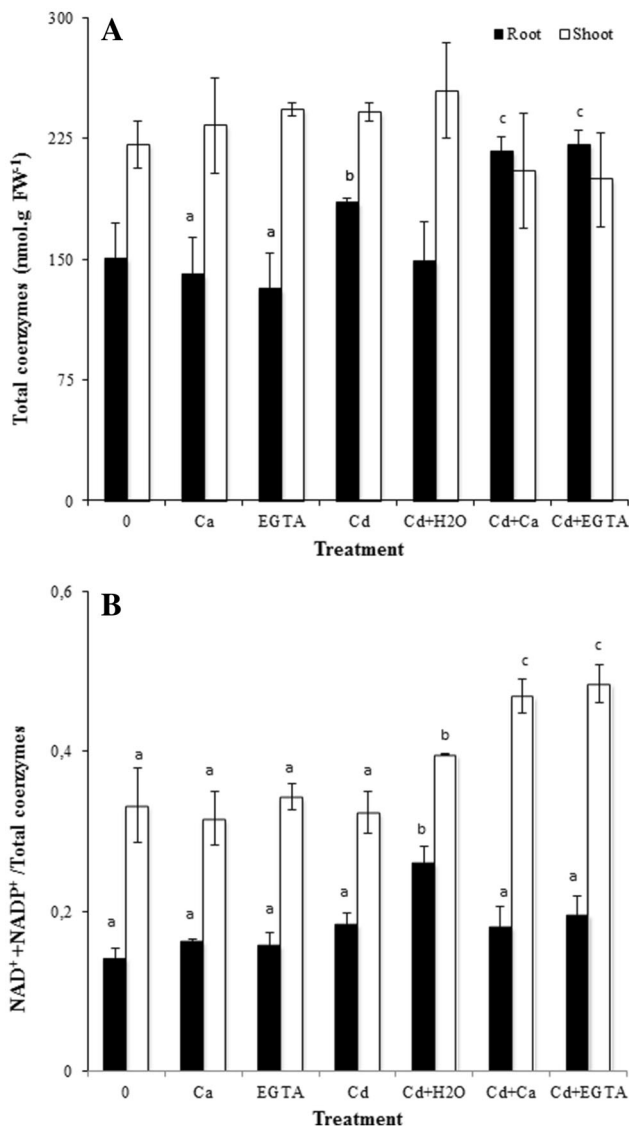 A
Root
Shoot
300
225
150
75
0
Total coerzymes (nmol.g FW⁻¹)
a
a
b
c
c
0 Ca EGTA Cd Cd+H2O Cd+Ca Cd+EGTA
Treatment
B
0,6
0,4
0,2
0
NAD⁺+NADP⁺ /Total coerzymes
a a a a a a a a b b a c a c
0 Ca EGTA Cd Cd+H2O Cd+Ca Cd+EGTA
Treatment